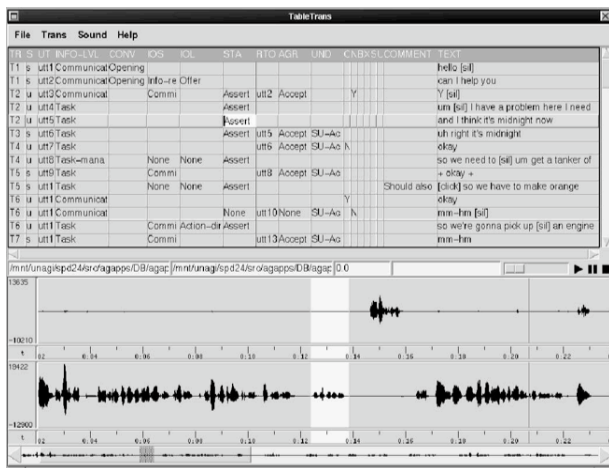 TableTrans
File Trans Sound Help
TR S UT INFO-LVL CONV IOS IOL STA RTO AGR UND CNBXSLCOMMENT TEXT
T1 s utt1 Communicat Opening hello [sil]
T1 s utt2 Communicat Opening Info-re Offer can I help you
T2 u utt3 Communicat Commi Assert utt2 Accept Y Y [sil]
T2 u utt4 Task Assert um [sil] I have a problem here I need
T2 u utt5 Task Assert and I think it's midnight now
T3 s utt6 Task Assert utt5 Accept SU-Ac uh right it's midnight
T4 u utt7 Task utt6 Accept SU-Ac N okay
T4 u utt8 Task-mana None None Assert so we need to [sil] um get a tanker of
T5 s utt9 Task Commi utt8 Accept SU-Ac + okay +
T5 s utt1 Task None None Assert Should also [click] so we have to make orange
T6 u utt1 Communicat Y okay
T6 u utt1 Communicat None utt10 None SU-Ac N mm-hm [sil]
T6 u utt1 Task Commi Action-dir Assert so we're gonna pick up [sil] an engine
T7 s utt1 Task Commi utt13 Accept SU-Ac mm-hm
/mnt/unagi/spd24/sro/agapps/DB/agap /mnt/unagi/spd24/sro/agapps/DB/agap 0.0
13635
-10210
t 02 0:04 0:06 0:08 0:10 0:12 0:14 0:16 0:18 0:20 0:22
18422
-12900
t 02 0:04 0:06 0:08 0:10 0:12 0:14 0:16 0:18 0:20 0:22